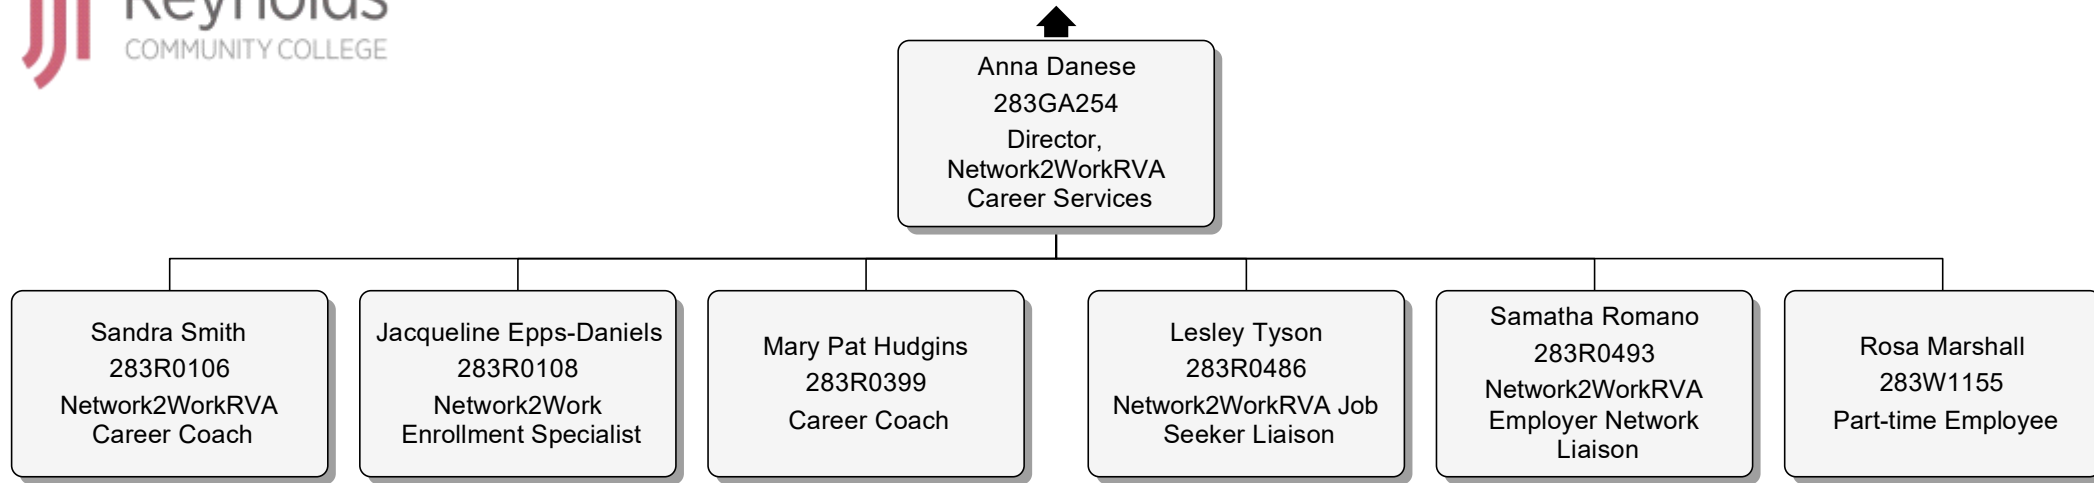 Reynolds
COMMUNITY COLLEGE
Anna Danese
283GA254
Director,
Network2WorkRVA
Career Services
Sandra Smith
283R0106
Network2WorkRVA
Career Coach
Jacqueline Epps-Daniels
283R0108
Network2Work
Enrollment Specialist
Mary Pat Hudgins
283R0399
Career Coach
Lesley Tyson
283R0486
Network2WorkRVA Job
Seeker Liaison
Samatha Romano
283R0493
Network2WorkRVA
Employer Network
Liaison
Rosa Marshall
283W1155
Part-time Employee